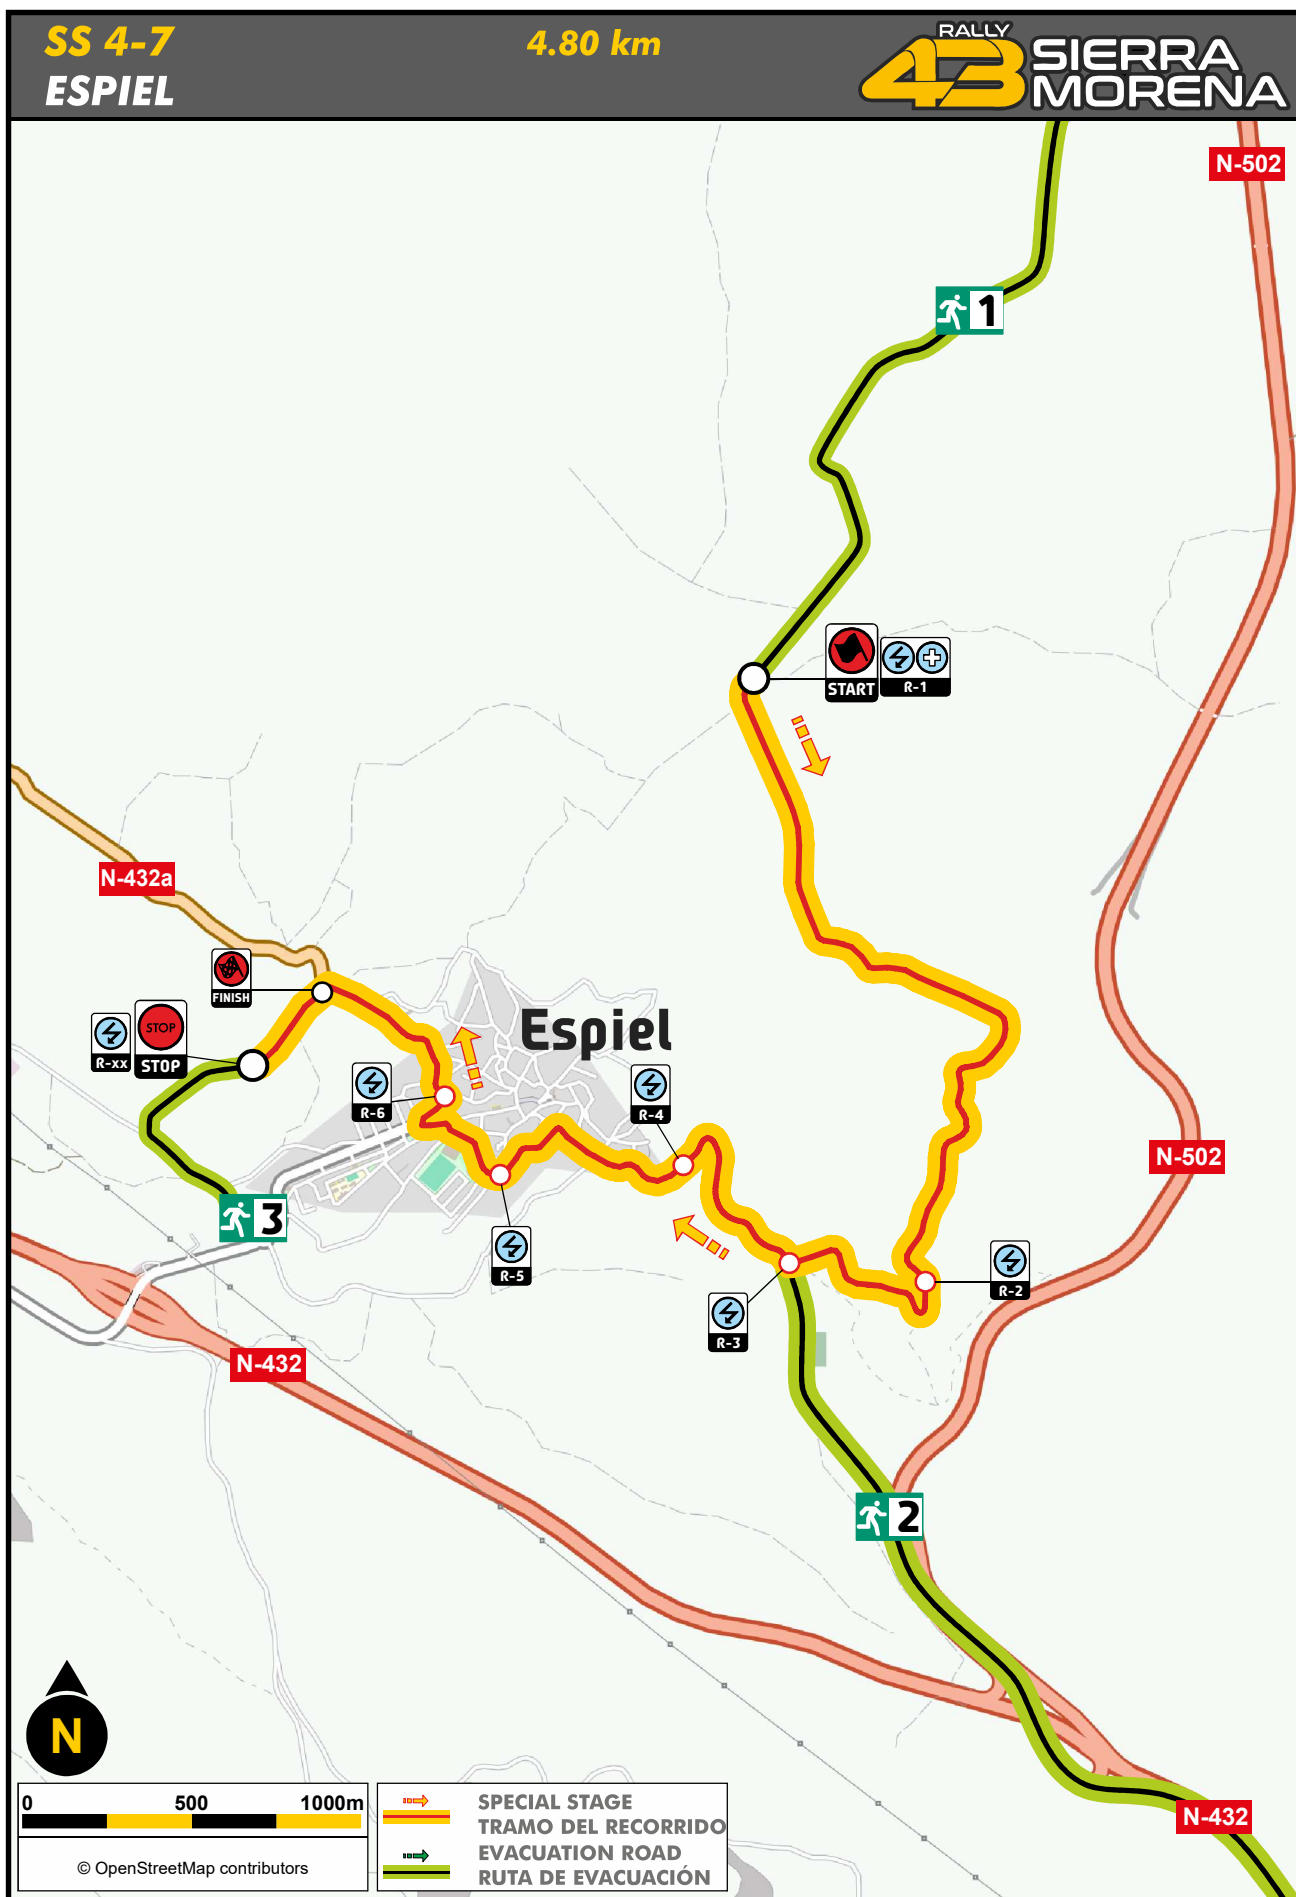 SS 4-7
ESPIEL
4.80 km
RALLY
43 SIERRA
MORENA
N-502
1
START
R-1
N-432a
FINISH
STOP
R-xx
STOP
Espiel
R-6
R-4
N-502
3
R-5
R-2
R-3
N-432
2
N
0 500 1000m
© OpenStreetMap contributors
SPECIAL STAGE
TRAMO DEL RECORRIDO
EVACUATION ROAD
RUTA DE EVACUACIÓN
N-432